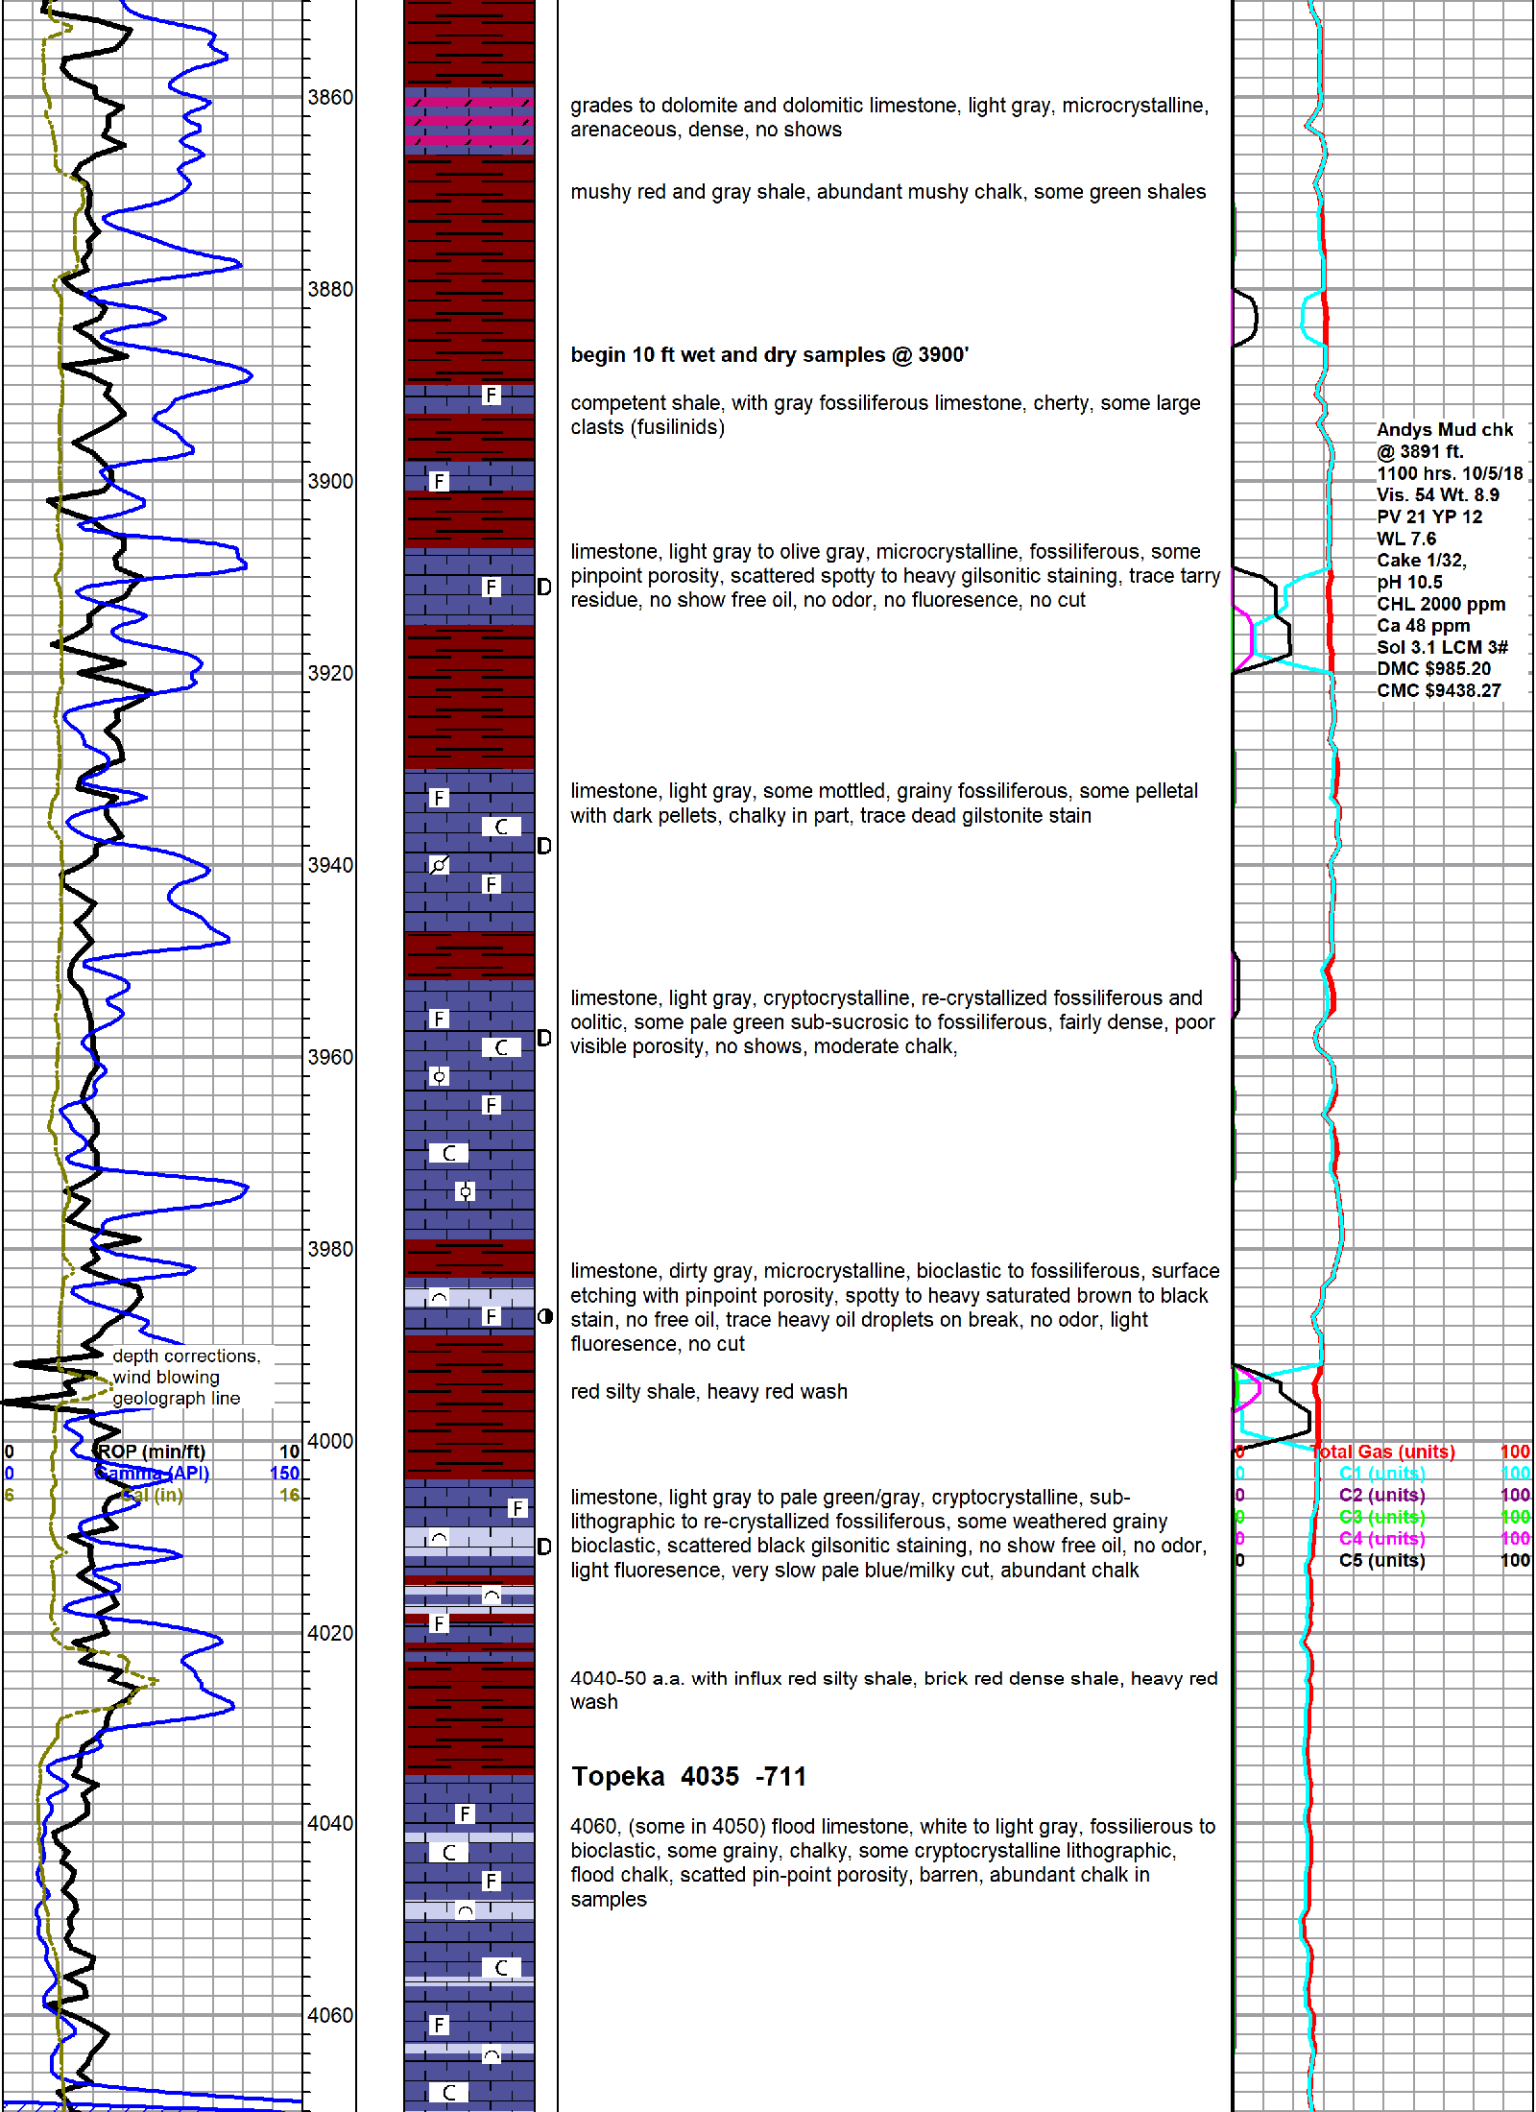 3860
grades to dolomite and dolomitic limestone, light gray, microcrystalline,
arenaceous, dense, no shows
mushy red and gray shale, abundant mushy chalk, some green shales
3880
begin 10 ft wet and dry samples @ 3900'
F
competent shale, with gray fossiliferous limestone, cherty, some large
clasts (fusilinids)
Andys Mud chk
@ 3891 ft.
1100 hrs. 10/5/18
Vis. 54 Wt. 8.9
PV 21 YP 12
WL 7.6
Cake 1/32,
pH 10.5
CHL 2000 ppm
Ca 48 ppm
Sol 3.1 LCM 3#
DMC $985.20
CMC $9438.27
3900
F
limestone, light gray to olive gray, microcrystalline, fossiliferous, some
pinpoint porosity, scattered spotty to heavy gilsonitic staining, trace tarry
residue, no show free oil, no odor, no fluoresence, no cut
F
D
3920
limestone, light gray, some mottled, grainy fossiliferous, some pelletal
with dark pellets, chalky in part, trace dead gilstonite stain
F
C
D
3940
F
limestone, light gray, cryptocrystalline, re-crystallized fossiliferous and
oolitic, some pale green sub-sucrosic to fossiliferous, fairly dense, poor
visible porosity, no shows, moderate chalk,
F
D
C
3960
F
C
3980
limestone, dirty gray, microcrystalline, bioclastic to fossiliferous, surface
etching with pinpoint porosity, spotty to heavy saturated brown to black
stain, no free oil, trace heavy oil droplets on break, no odor, light
fluoresence, no cut
F
depth corrections,
wind blowing
geolograph line
red silty shale, heavy red wash
4000
0 ROP (min/ft) 10
0 Gamma (API) 150
6 Cal (in) 16
0 Total Gas (units) 100
0 C1 (units) 100
0 C2 (units) 100
0 C3 (units) 100
0 C4 (units) 100
0 C5 (units) 100
limestone, light gray to pale green/gray, cryptocrystalline, sub-
lithographic to re-crystallized fossiliferous, some weathered grainy
bioclastic, scattered black gilsonitic staining, no show free oil, no odor,
light fluoresence, very slow pale blue/milky cut, abundant chalk
F
D
F
4020
4040-50 a.a. with influx red silty shale, brick red dense shale, heavy red
wash
Topeka 4035 -711
F
4040
4060, (some in 4050) flood limestone, white to light gray, fossilierous to
bioclastic, some grainy, chalky, some cryptocrystalline lithographic,
flood chalk, scatted pin-point porosity, barren, abundant chalk in
samples
C
F
C
4060
F
C